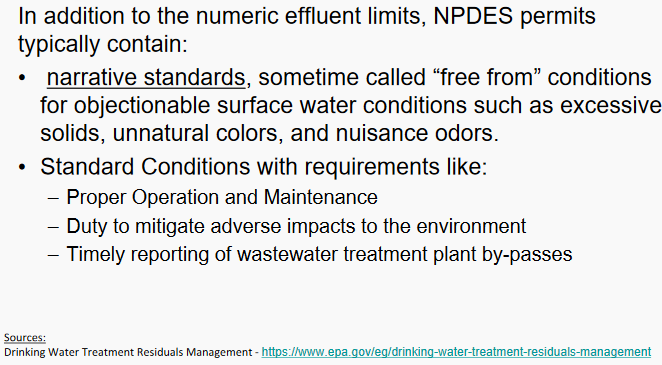 In addition to the numeric effluent limits, NPDES permits
typically contain:
• narrative standards, sometime called “free from” conditions
for objectionable surface water conditions such as excessive
solids, unnatural colors, and nuisance odors.
• Standard Conditions with requirements like:
– Proper Operation and Maintenance
– Duty to mitigate adverse impacts to the environment
– Timely reporting of wastewater treatment plant by-passes
Sources:
Drinking Water Treatment Residuals Management - https://www.epa.gov/eg/drinking-water-treatment-residuals-management